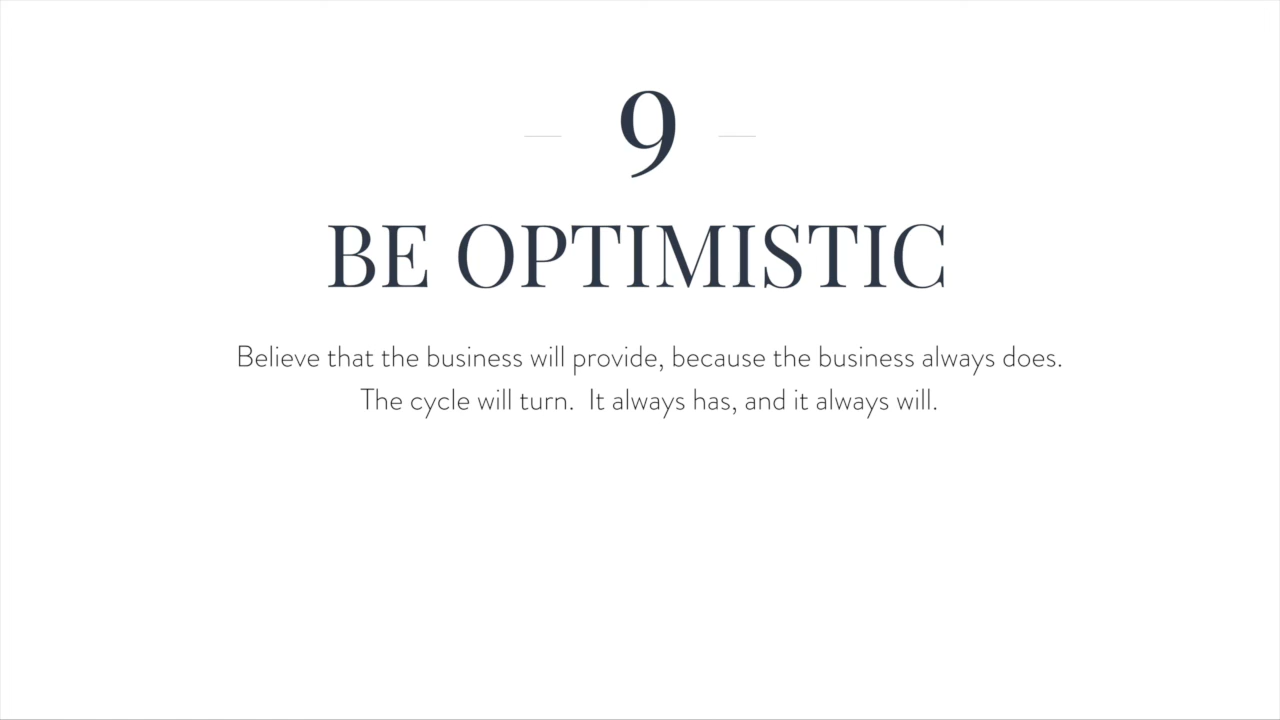 9
BE OPTIMISTIC
Believe that the business will provide, because the business always does.
The cycle will turn.  It always has, and it always will.